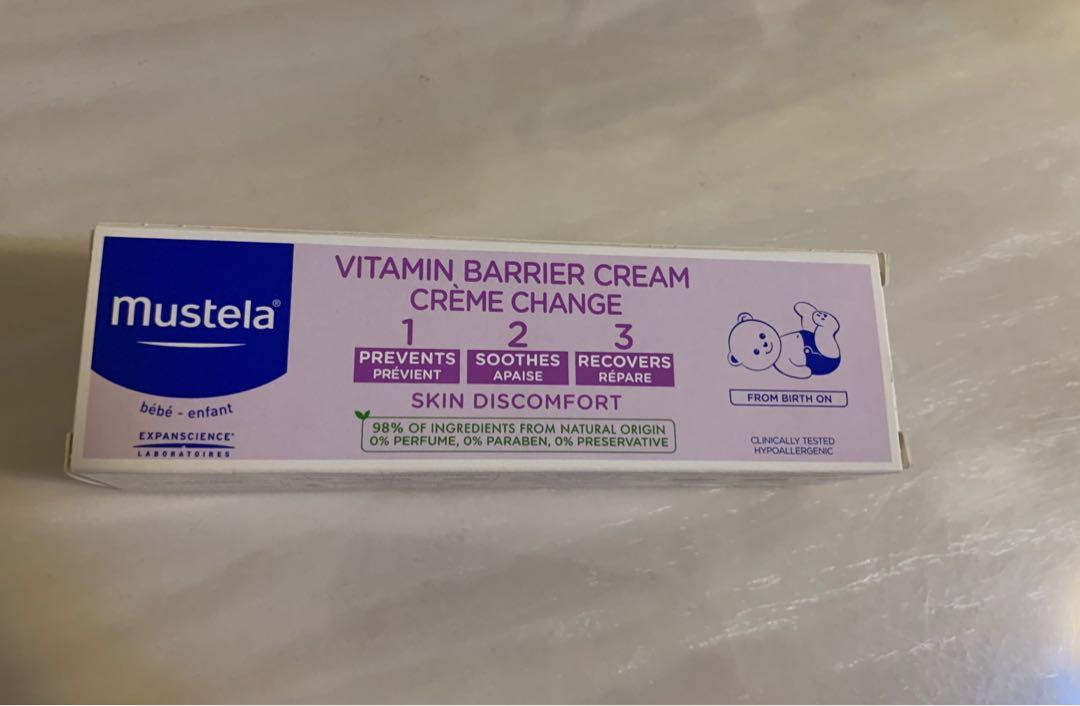 mustela®
bébé - enfant
EXPANSCIENCE®
LABORATOIRES
VITAMIN BARRIER CREAM
CRÈME CHANGE
1 2 3
PREVENTS SOOTHES RECOVERS
PRÉVIENT APAISE RÉPARE
SKIN DISCOMFORT
98% OF INGREDIENTS FROM NATURAL ORIGIN
0% PERFUME, 0% PARABEN, 0% PRESERVATIVE
FROM BIRTH ON
CLINICALLY TESTED
HYPOALLERGENIC